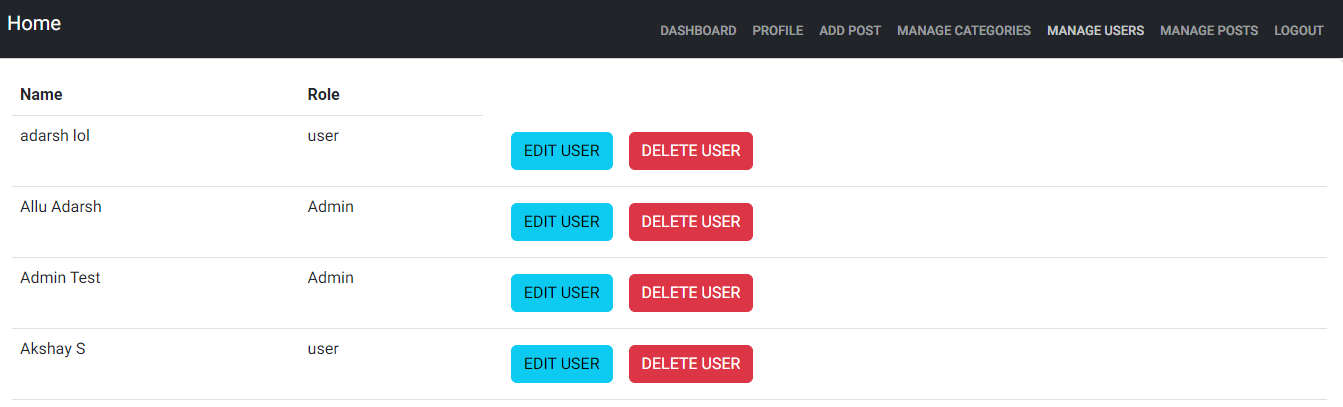 Home
DASHBOARD PROFILE ADD POST MANAGE CATEGORIES MANAGE USERS MANAGE POSTS LOGOUT
Name Role
adarsh lol user EDIT USER DELETE USER
Allu Adarsh Admin EDIT USER DELETE USER
Admin Test Admin EDIT USER DELETE USER
Akshay S user EDIT USER DELETE USER